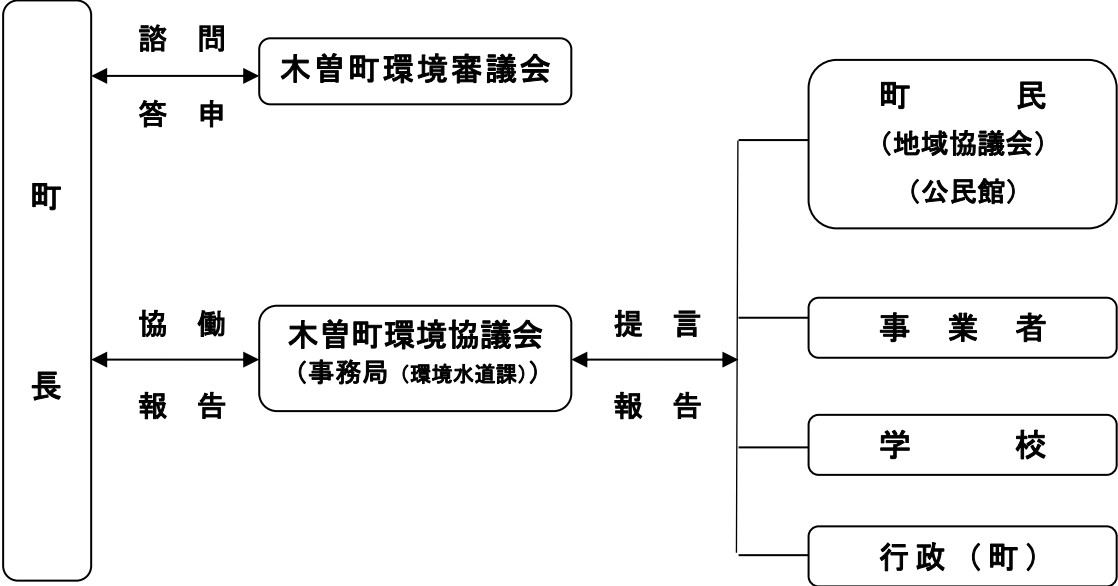 町長
諮問
答申
木曽町環境審議会
協働
報告
木曽町環境協議会
（事務局（環境水道課））
提言
報告
町民
（地域協議会）
（公民館）
事業者
学校
行政（町）